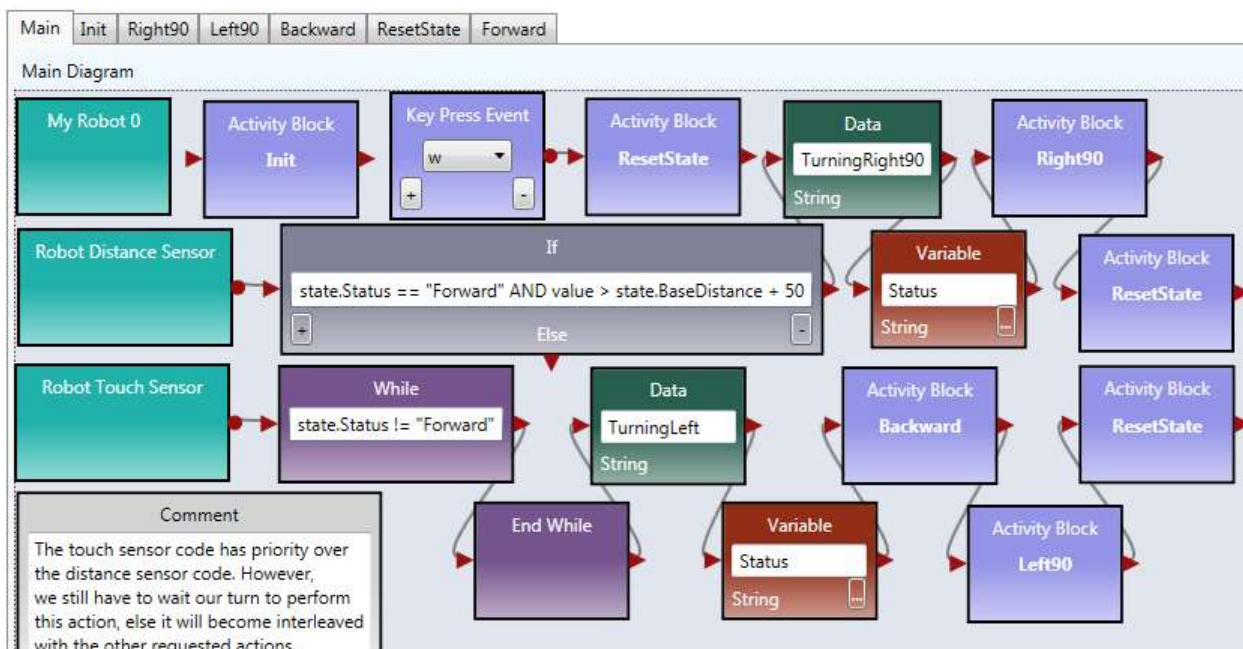 Main Init Right90 Left90 Backward ResetState Forward
Main Diagram
My Robot 0
Activity Block
Init
Key Press Event
w
+ -
Activity Block
ResetState
Data
TurningRight90
String
Activity Block
Right90
Robot Distance Sensor
If
state.Status == "Forward" AND value > state.BaseDistance + 50
+ Else -
Variable
Status
String ...
Activity Block
ResetState
Robot Touch Sensor
While
state.Status != "Forward"
Data
TurningLeft
String
Activity Block
Backward
Activity Block
ResetState
Comment
The touch sensor code has priority over
the distance sensor code. However,
we still have to wait our turn to perform
this action, else it will become interleaved
with the other requested actions.
End While
Variable
Status
String ...
Activity Block
Left90